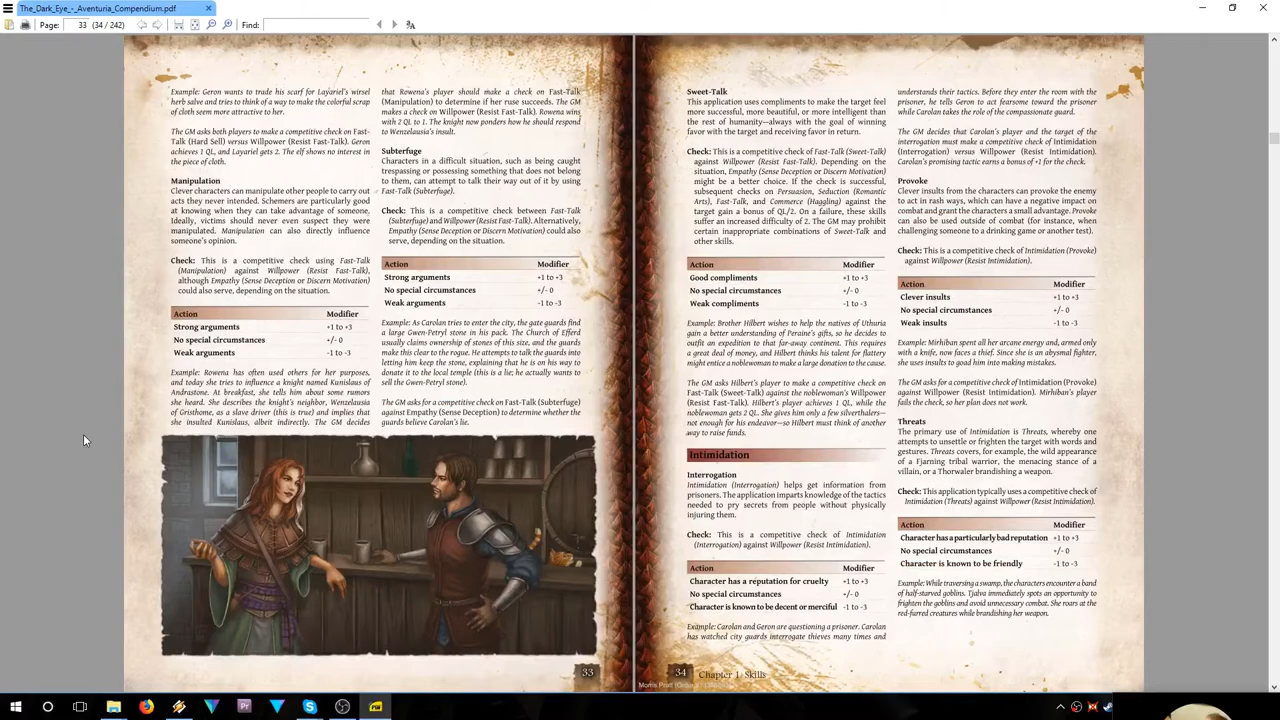 The_Dark_Eye_-_Aventuria_Compendium.pdf
Page: 33 (34 / 242) Find:
Example: Geron wants to trade his scarf for Layariel's wirsel
herb salve and tries to think of a way to make the colorful scrap
of cloth seem more attractive to her.
The GM asks both players to make a competitive check on Fast-
Talk (Hard Sell) versus Willpower (Resist Fast-Talk). Geron
achieves 1 QL, and Layariel gets 2. The elf shows no interest in
the piece of cloth.
Manipulation
Clever characters can manipulate other people to carry out
acts they never intended. Schemers are particularly good
at knowing when they can take advantage of someone,
Ideally, victims should never even suspect they were
manipulated. Manipulation can also directly influence
someone's opinion.
Check: This is a competitive check using Fast-Talk
(Manipulation) against Willpower (Resist Fast-Talk),
although Empathy (Sense Deception or Discern Motivation)
could also serve, depending on the situation.
Action Modifier
Strong arguments +1 to +3
No special circumstances +/- 0
Weak arguments -1 to -3
Example: Rowena has often used others for her purposes,
and today she tries to influence a knight named Kunislaus of
Andrastone. At breakfast, she tells him about some rumors
she heard. She describes the knight's neighbor, Wenzelausia
of Grishome, as a slave driver (this is true) and implies that
she insulted Kunislaus, albeit indirectly. The GM decides
that Rowena's player should make a check on Fast-Talk
(Manipulation) to determine if her ruse succeeds. The GM
makes a check on Willpower (Resist Fast-Talk). Rowena wins
with 2 QL to 1. The knight now ponders how he should respond
to Wenzelaussia's insult.
Subterfuge
Characters in a difficult situation, such as being caught
trespassing or possessing something that does not belong
to them, can attempt to talk their way out of it by using
Fast-Talk (Subterfuge).
Check: This is a competitive check between Fast-Talk
(Subterfuge) and Willpower (Resist Fast-Talk). Alternatively,
Empathy (Sense Deception or Discern Motivation) could also
serve, depending on the situation.
Action Modifier
Strong arguments +1 to +3
No special circumstances +/- 0
Weak arguments -1 to -3
Example: As Carolan tries to enter the city, the gate guards find
a large Gwen-Petryl stone in his pack. The Church of Efferd
usually claims ownership of stones of this size, and the guards
make this clear to the rogue. He attempts to talk the guards into
letting him keep the stone, explaining that he is on his way to
donate it to the local temple (this is a lie; he actually wants to
sell the Gwen-Petryl stone).
The GM asks for a competitive check on Fast-Talk (Subterfuge)
against Empathy (Sense Deception) to determine whether the
guards believe Carolan's lie.
33
Sweet-Talk
This application uses compliments to make the target feel
more successful, more beautiful, or more intelligent than
the rest of humanity—always with the goal of winning
favor with the target and receiving favor in return.
Check: This is a competitive check of Fast-Talk (Sweet-Talk)
against Willpower (Resist Fast-Talk). Depending on the
situation, Empathy (Sense Deception or Discern Motivation)
might be a better choice. If the check is successful,
subsequent checks on Persuasion, Seduction (Romantic
Arts), Fast-Talk, and Commerce (Haggling) against the
target gain a bonus of QL/2. On a failure, these skills
suffer an increased difficulty of 2. The GM may prohibit
certain inappropriate combinations of Sweet-Talk and
other skills.
Action Modifier
Good compliments +1 to +3
No special circumstances +/- 0
Weak compliments -1 to -3
Example: Brother Hilbert wishes to help the natives of Uthuria
gain a better understanding of Peraine's gifts, so he decides to
outfit an expedition to that far-away continent. This requires
a great deal of money, and Hilbert thinks his talent for flattery
might entice a noblewoman to make a large donation to the cause.
The GM asks Hilbert's player to make a competitive check on
Fast-Talk (Sweet-Talk) against the noblewoman's Willpower
(Resist Fast-Talk). Hilbert's player achieves 1 QL, while the
noblewoman gets 2 QL. She gives him only a few silverthalers—
not enough for his endeavor—so Hilbert must think of another
way to raise funds.
Intimidation
Interrogation
Intimidation (Interrogation) helps get information from
prisoners. The application imparts knowledge of the tactics
needed to pry secrets from people without physically
injuring them.
Check: This is a competitive check of Intimidation
(Interrogation) against Willpower (Resist Intimidation).
Action Modifier
Character has a reputation for cruelty +1 to +3
No special circumstances +/- 0
Character is known to be decent or merciful -1 to -3
Example: Carolan and Geron are questioning a prisoner. Carolan
has watched city guards interrogate thieves many times and
understands their tactics. Before they enter the room with the
prisoner, he tells Geron to act fearsome toward the prisoner
while Carolan takes the role of the compassionate guard.
The GM decides that Carolan's player and the target of the
interrogation must make a competitive check of Intimidation
(Interrogation) versus Willpower (Resist Intimidation).
Carolan's promising tactic earns a bonus of +1 for the check.
Provoke
Clever insults from the characters can provoke the enemy
to act in rash ways, which can have a negative impact on
combat and grant the characters a small advantage. Provoke
can also be used outside of combat (for instance, when
challenging someone to a drinking game or another test).
Check: This is a competitive check of Intimidation (Provoke)
against Willpower (Resist Intimidation).
Action Modifier
Clever insults +1 to +3
No special circumstances +/- 0
Weak insults -1 to -3
Example: Mirhiban spent all her arcane energy and, armed only
with a knife, now faces a thief. Since she is an abysmal fighter,
she uses insults to goad him into making mistakes.
The GM asks for a competitive check on Intimidation (Provoke)
against Willpower (Resist Intimidation). Mirhiban's player
fails the check, so her plan does not work.
Threats
The primary use of Intimidation is Threats, whereby one
attempts to unsettle or frighten the target with words and
gestures. Threats covers, for example, the wild appearance
of a Fjarning tribal warrior, the menacing stance of a
villain, or a Thorwaler brandishing a weapon.
Check: This application typically uses a competitive check of
Intimidation (Threats) against Willpower (Resist Intimidation).
Action Modifier
Character has a particularly bad reputation +1 to +3
No special circumstances +/- 0
Character is known to be friendly -1 to -3
Example: While traversing a swamp, the characters encounter a band
of half-starved goblins. Tjalva immediately spots an opportunity to
frighten the goblins and avoid unnecessary combat. She roars at the
red-furred creatures while brandishing her weapon.
34 Chapter 1 Skills